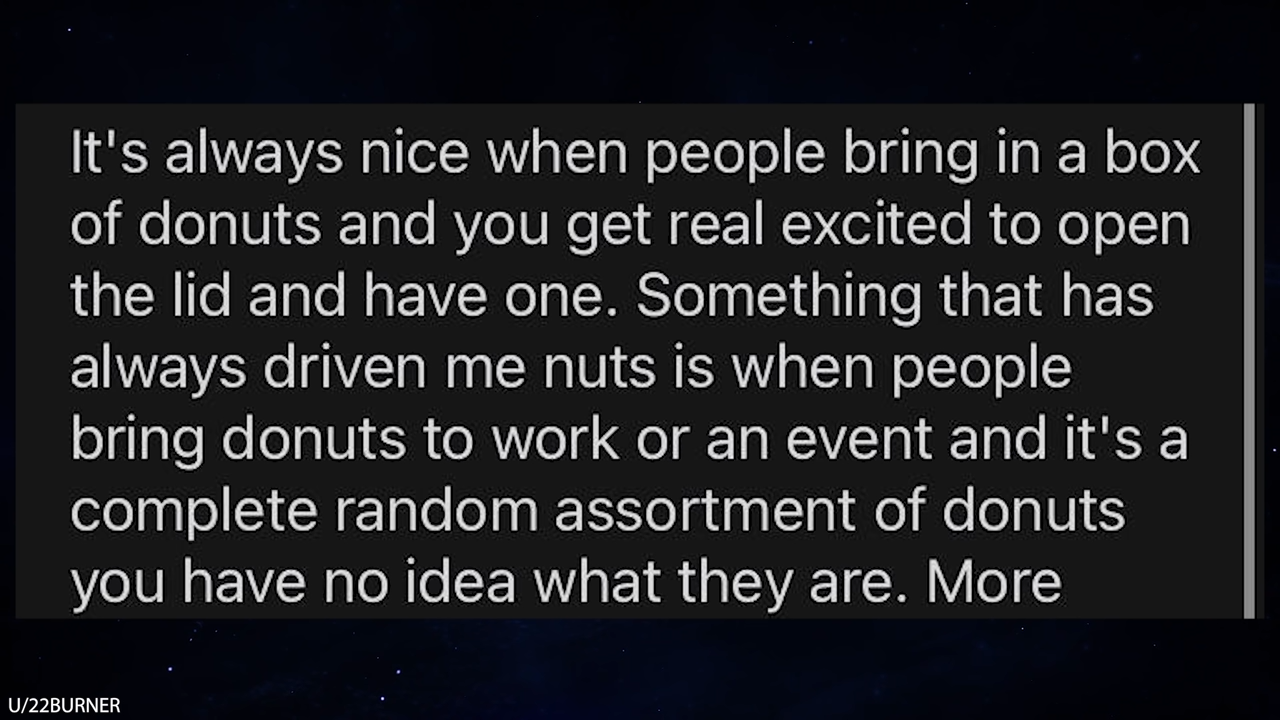 It's always nice when people bring in a box
of donuts and you get real excited to open
the lid and have one. Something that has
always driven me nuts is when people
bring donuts to work or an event and it's a
complete random assortment of donuts
you have no idea what they are. More
U/22BURNER